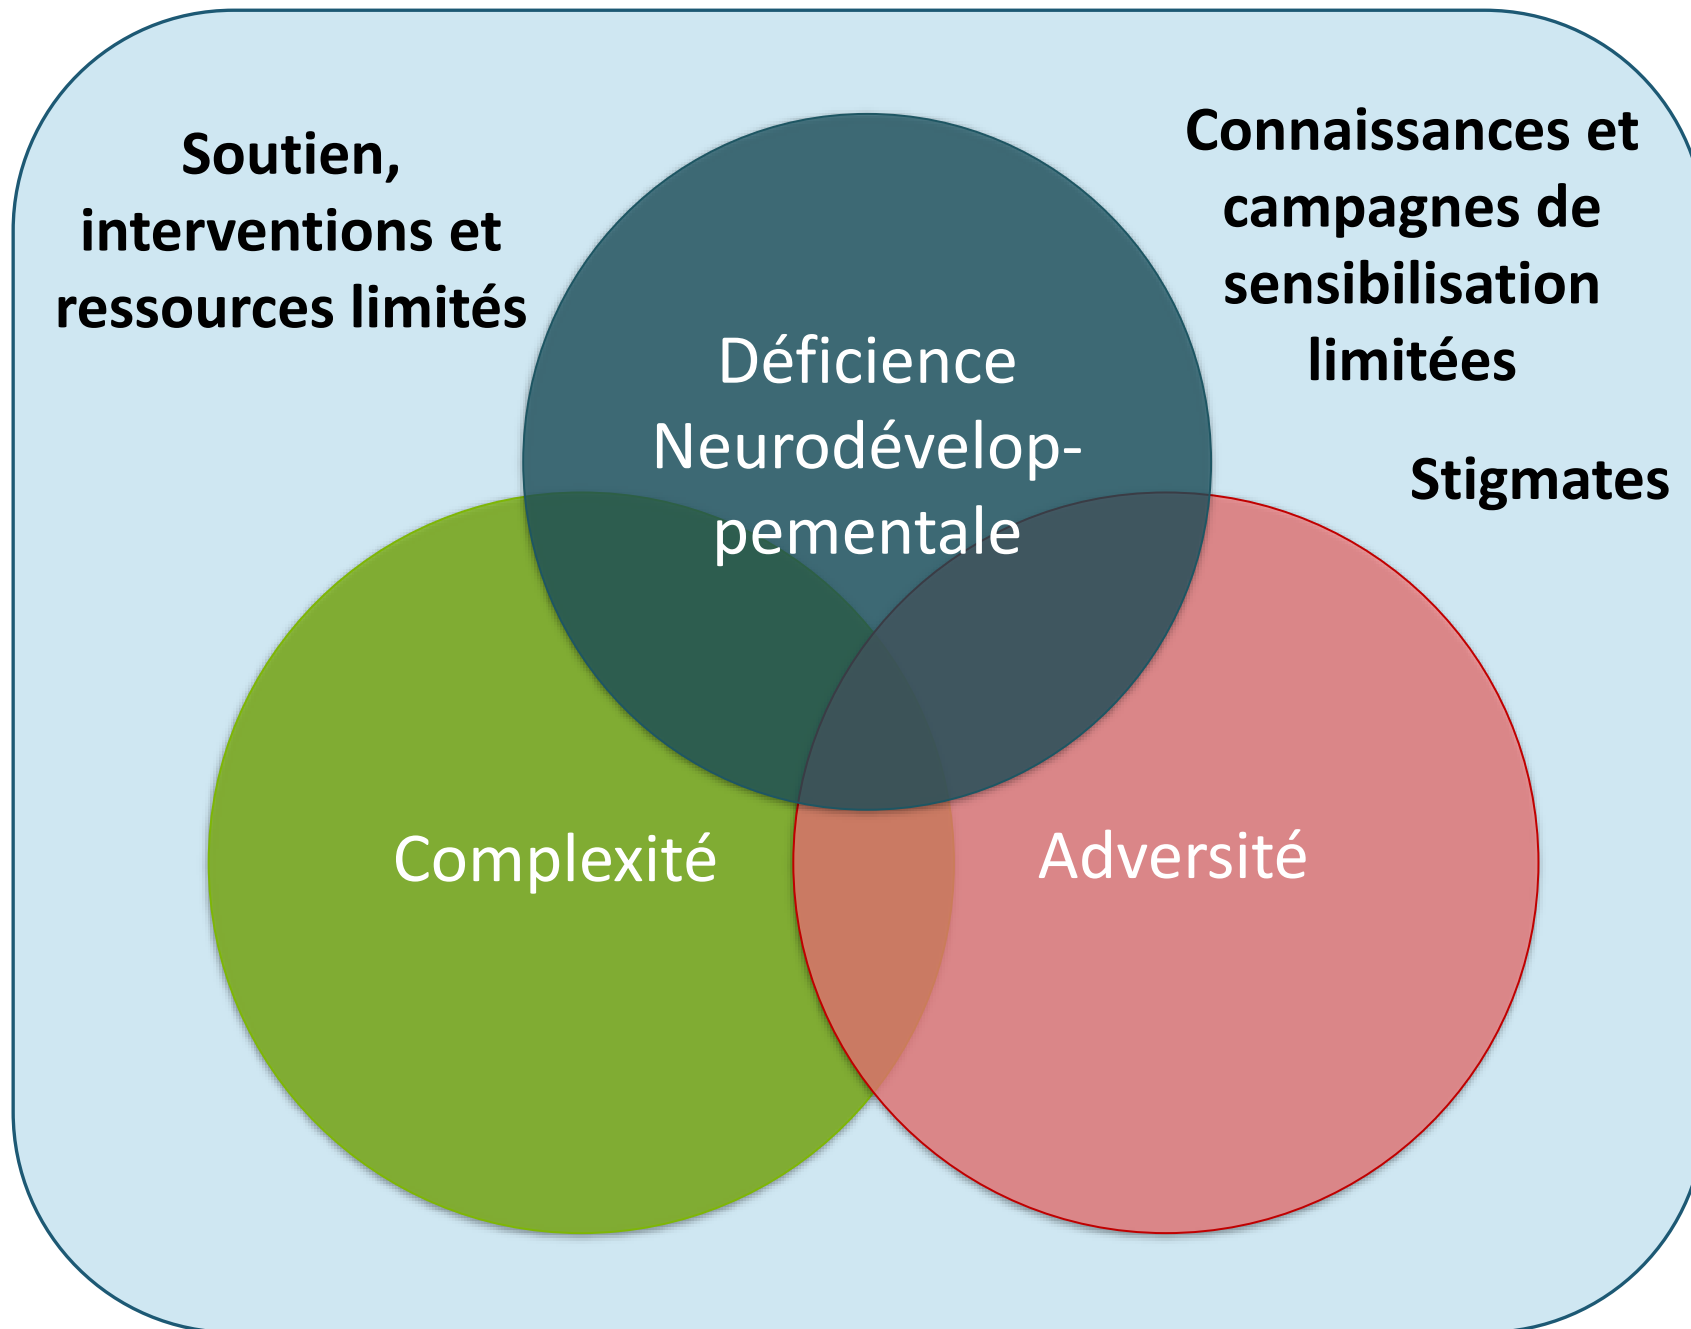 Soutien,
interventions et
ressources limités
Connaissances et
campagnes de
sensibilisation
limitées
Stigmates
Déficience
Neurodévelop-
pementale
Complexité
Adversité